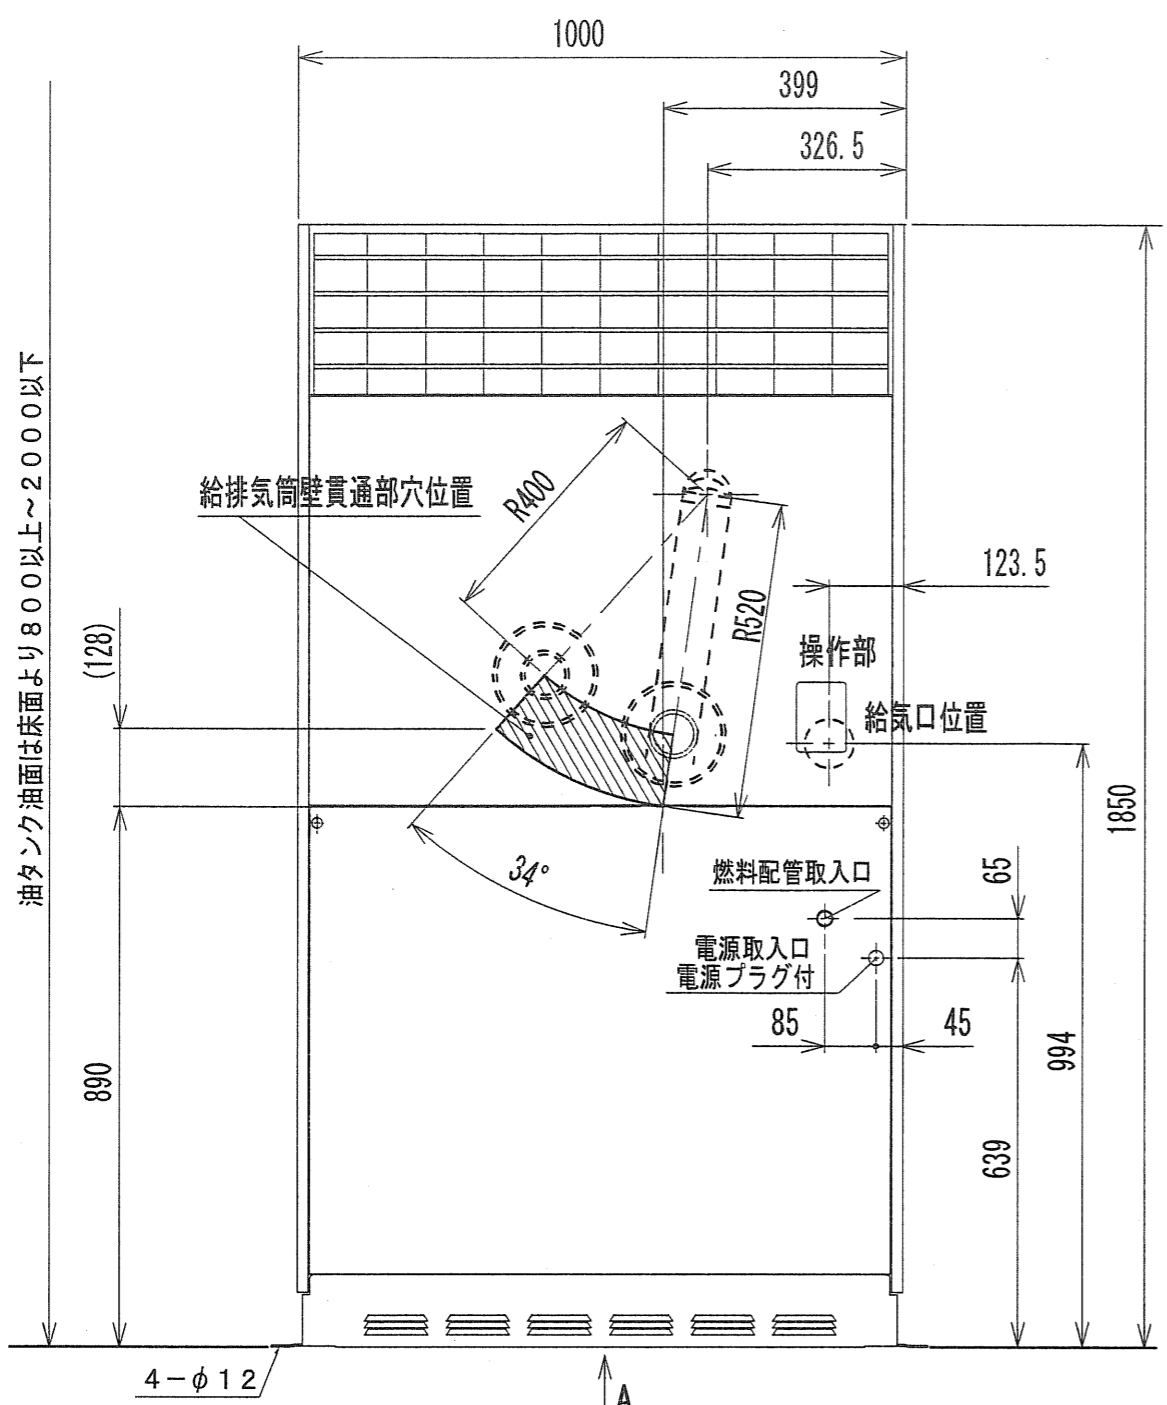 1000
399
326.5
油タンク油面は床面より800以上～2000以下
給排気筒壁貫通部穴位置
R400
R520
123.5
操作部
給気口位置
(128)
34°
1850
燃料配管取入口
65
電源取入口
電源プラグ付
85
45
994
890
639
4-φ12
A